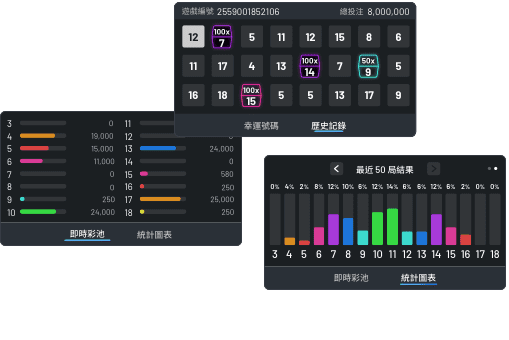 遊戲編號 2559001852106 總投注 8,000,000
12 100x 7 5 11 12 15 8 6
11 17 4 13 100x 14 7 50x 9 5
16 18 100x 15 5 5 13 17 9
幸運號碼 歷史記錄
3 0 11
4 19,000 12
5 15,000 13 24,000
6 11,000 14 0
7 0 15 580
8 0 16 250
9 250 17 25,000
10 24,000 18 250
即時彩池 統計圖表
最近 50 局結果
0% 4% 2% 8% 12% 10% 6% 12% 14% 6% 6% 12% 6% 2% 0% 0%
3 4 5 6 7 8 9 10 11 12 13 14 15 16 17 18
即時彩池 統計圖表